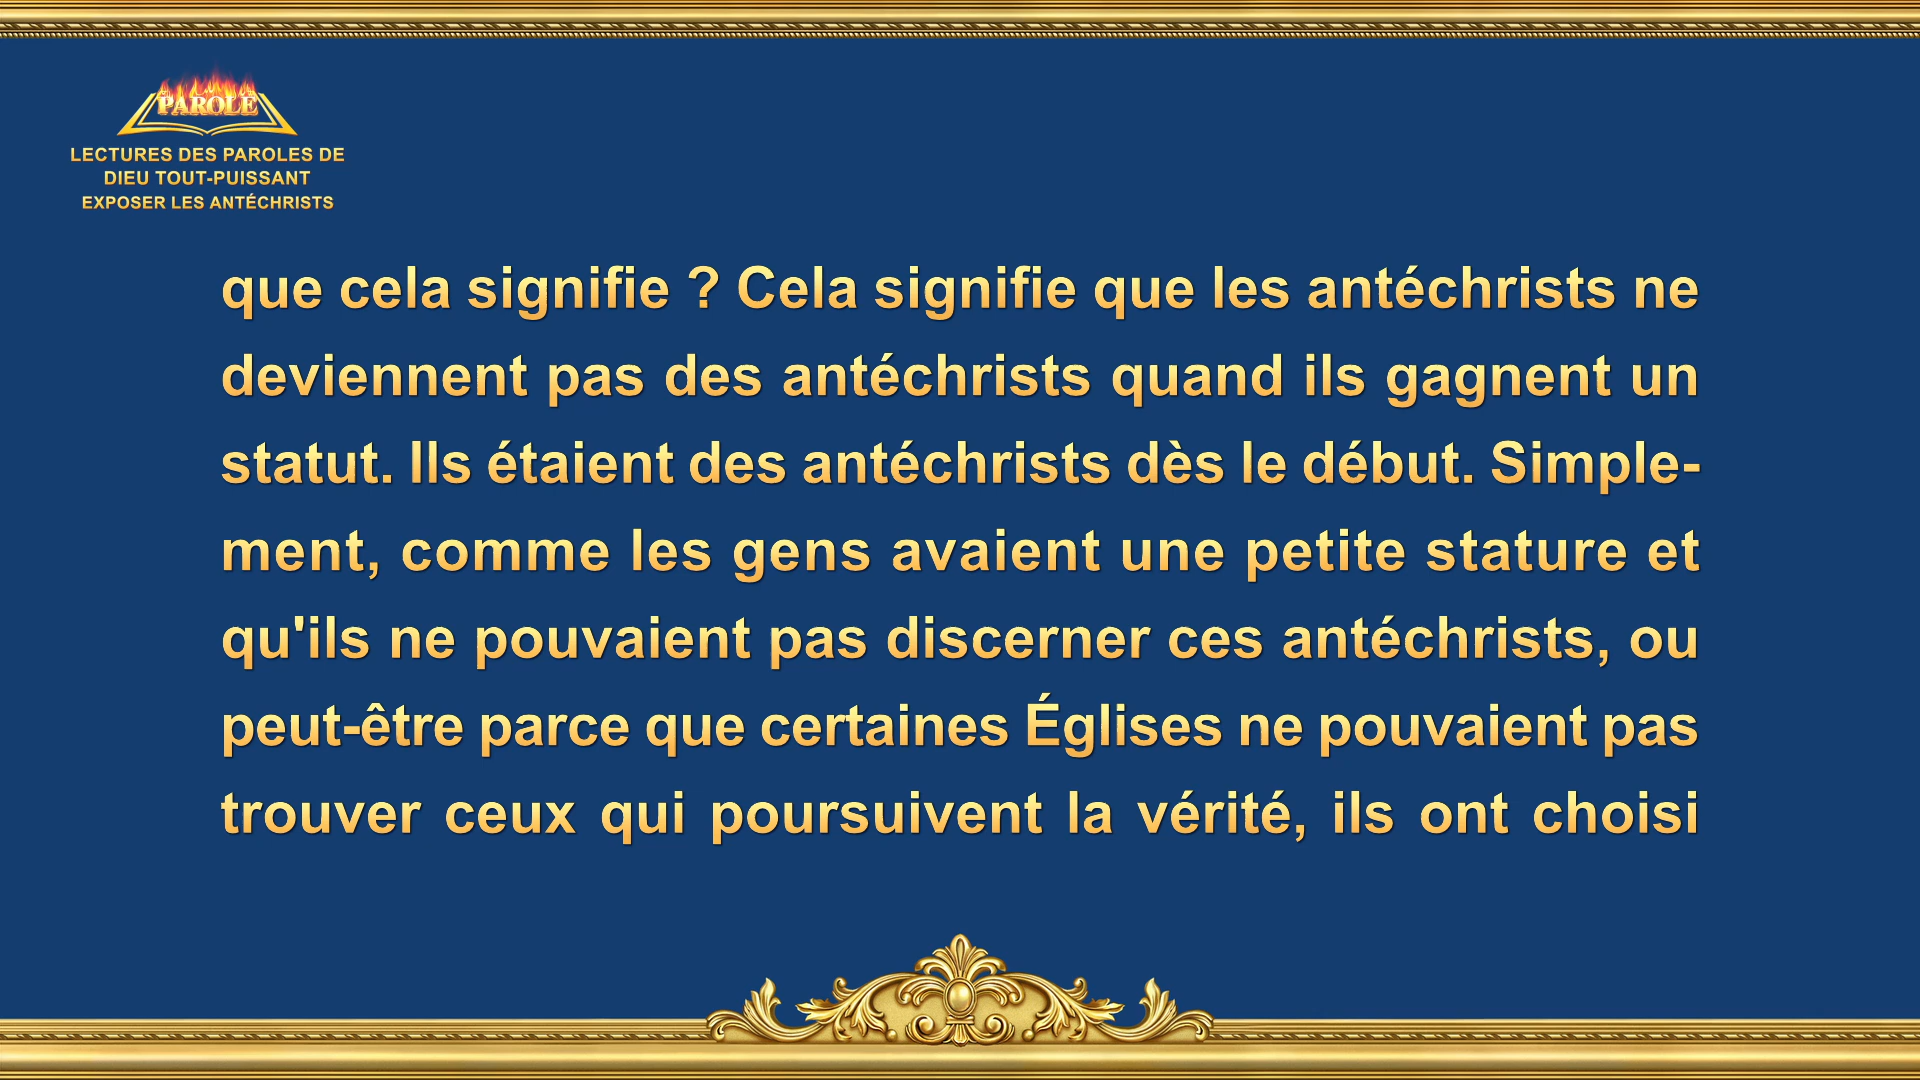 PAROLE
LECTURES DES PAROLES DE
DIEU TOUT-PUISSANT
EXPOSER LES ANTÉCHRISTS
que cela signifie ? Cela signifie que les antéchrists ne
deviennent pas des antéchrists quand ils gagnent un
statut. Ils étaient des antéchrists dès le début. Simple-
ment, comme les gens avaient une petite stature et
qu'ils ne pouvaient pas discerner ces antéchrists, ou
peut-être parce que certaines Églises ne pouvaient pas
trouver ceux qui poursuivent la vérité, ils ont choisi